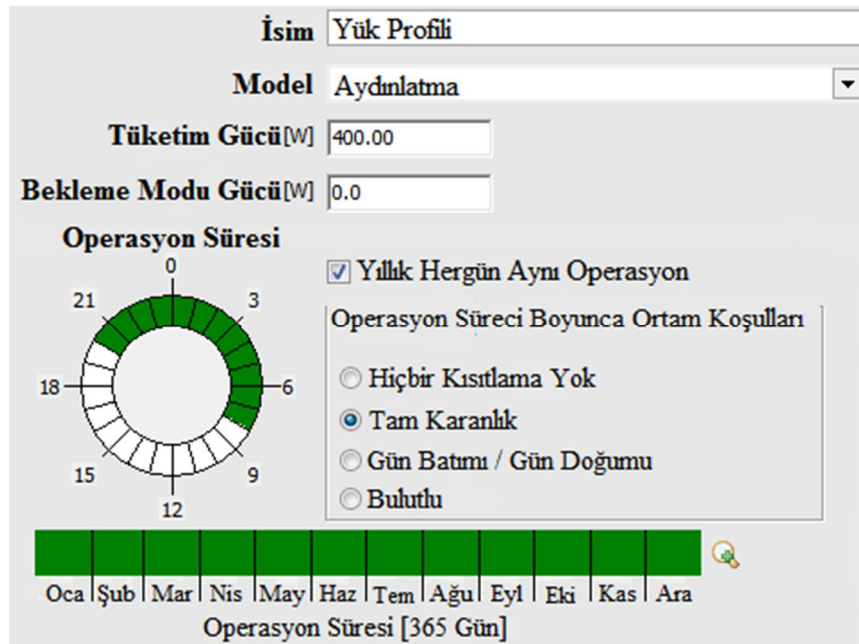 İsim Yük Profili
Model Aydınlatma
Tüketim Gücü[W] 400.00
Bekleme Modu Gücü[W] 0.0
Operasyon Süresi
0
3
6
9
12
15
18
21
Yıllık Hergün Aynı Operasyon
Operasyon Süreci Boyunca Ortam Koşulları
Hiçbir Kısıtlama Yok
Tam Karanlık
Gün Batımı / Gün Doğumu
Bulutlu
Oca Şub Mar Nis May Haz Tem Ağu Eyl Eki Kas Ara
Operasyon Süresi [365 Gün]